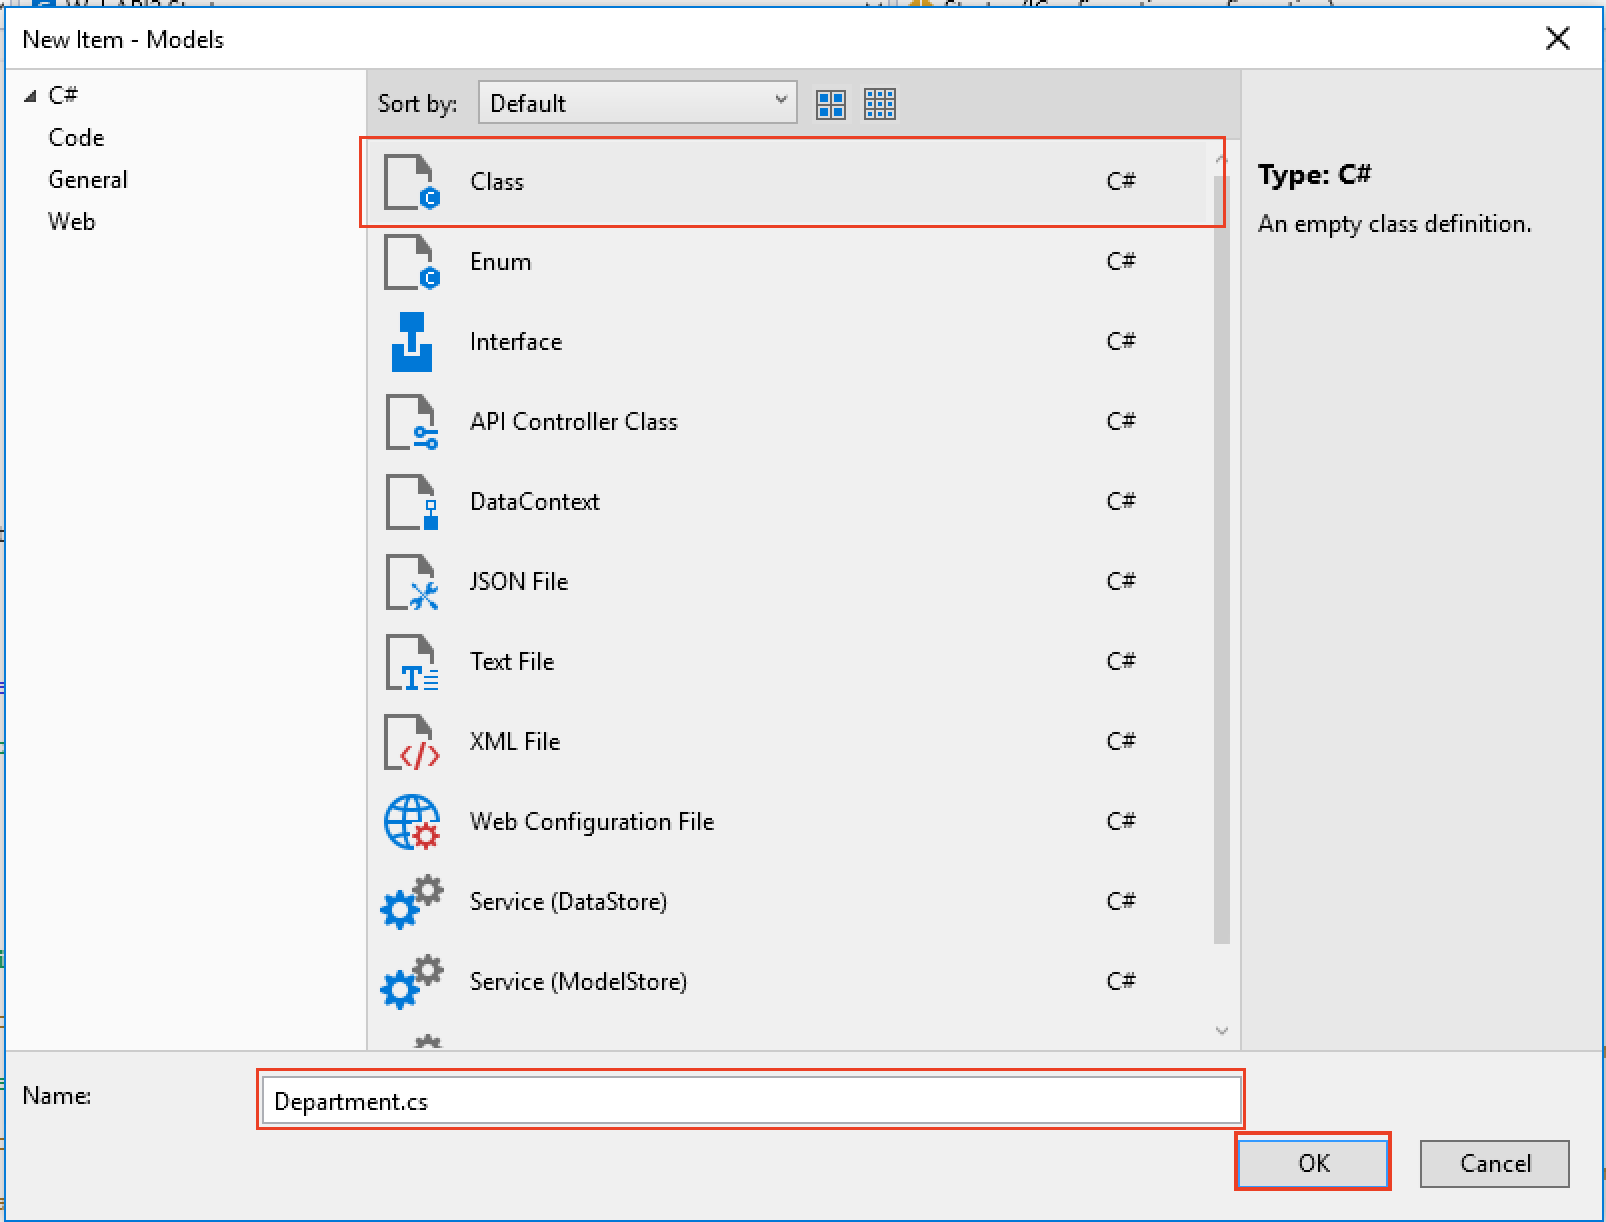 New Item - Models
C#
Code
General
Web
Sort by:
Default
Class C#
Enum C#
Interface C#
API Controller Class C#
DataContext C#
JSON File C#
Text File C#
XML File C#
Web Configuration File C#
Service (DataStore) C#
Service (ModelStore) C#
Type: C#
An empty class definition.
Name:
Department.cs
OK
Cancel